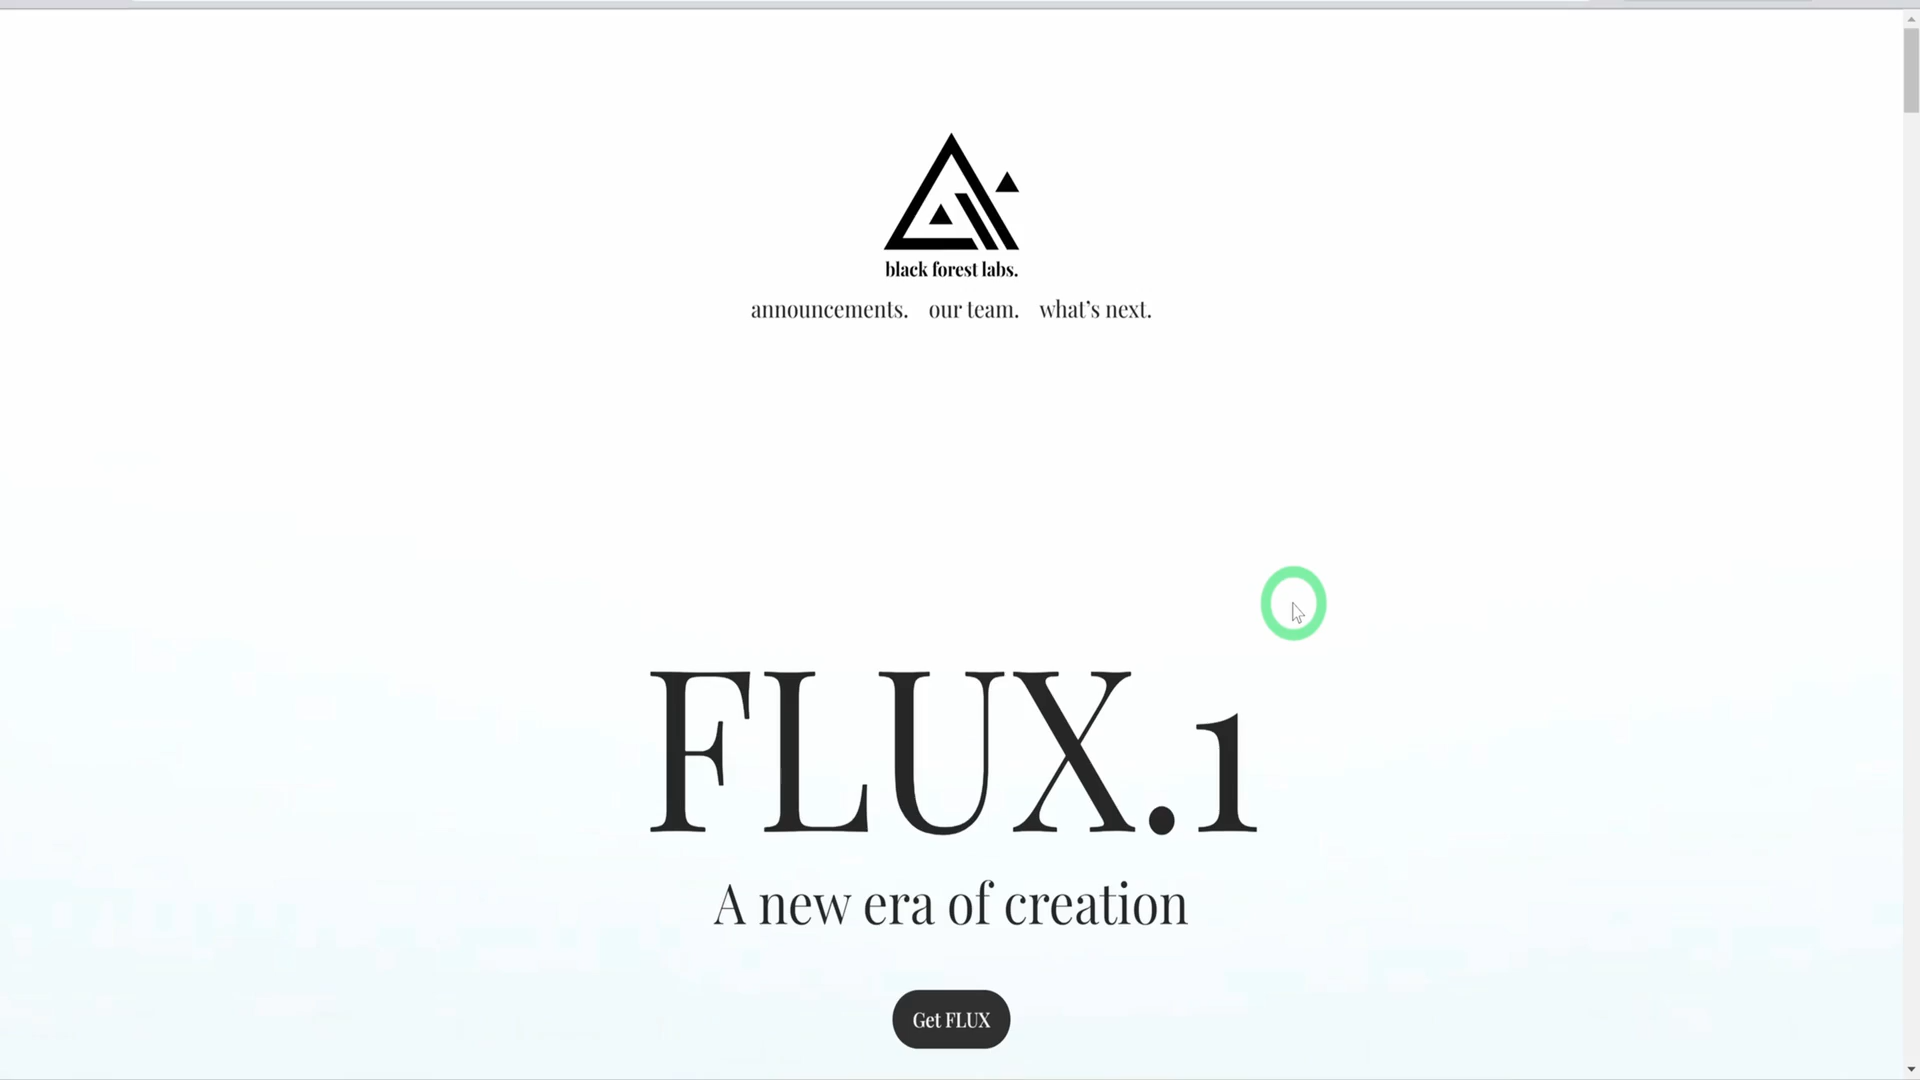 black forest labs.
announcements. our team. what's next.
FLUX.1
A new era of creation
Get FLUX